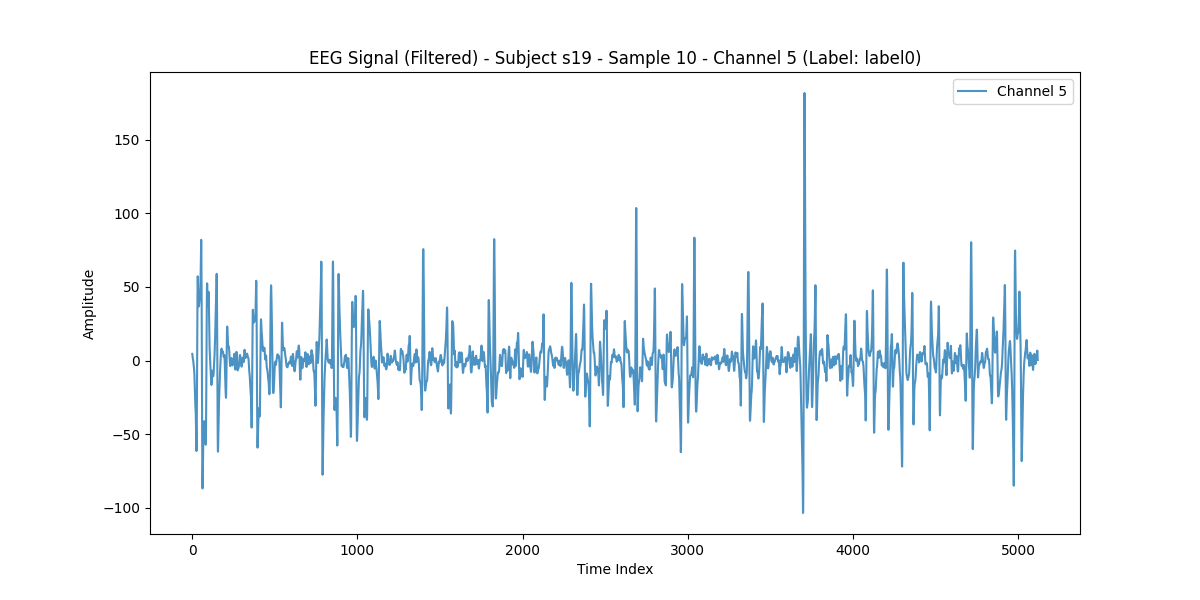 EEG Signal (Filtered) - Subject s19 - Sample 10 - Channel 5 (Label: label0)
Channel 5
150
100
50
0
−50
−100
Amplitude
0 1000 2000 3000 4000 5000
Time Index